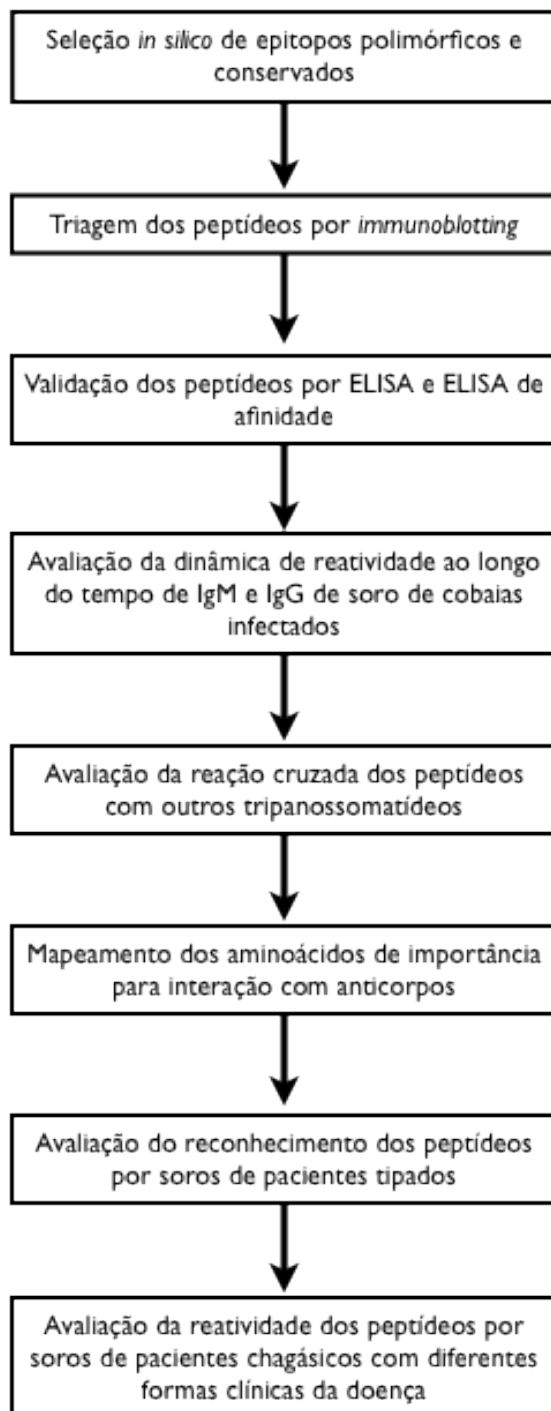 Seleção in silico de epitopos polimórficos e
conservados
Triagem dos peptídeos por immunoblotting
Validação dos peptídeos por ELISA e ELISA de
afinidade
Avaliação da dinâmica de reatividade ao longo
do tempo de IgM e IgG de soro de cobaias
infectados
Avaliação da reação cruzada dos peptídeos
com outros tripanossomatídeos
Mapeamento dos aminoácidos de importância
para interação com anticorpos
Avaliação do reconhecimento dos peptídeos
por soros de pacientes tipados
Avaliação da reatividade dos peptídeos por
soros de pacientes chagásicos com diferentes
formas clínicas da doença